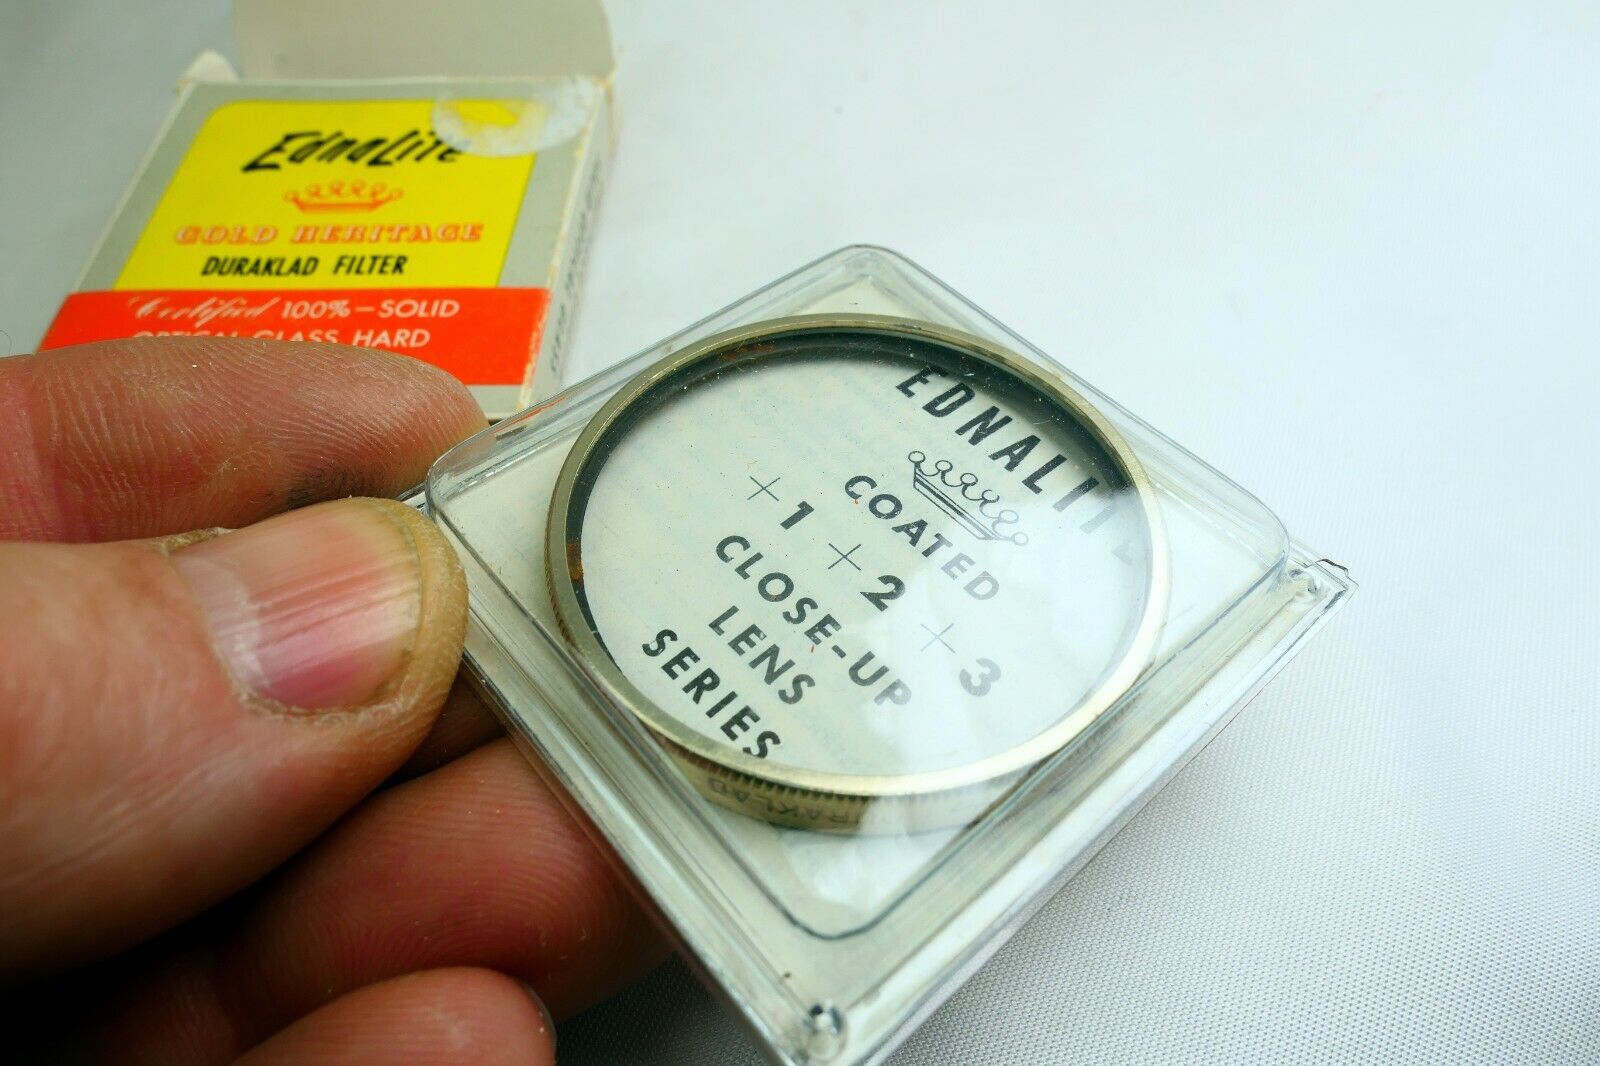 EdnaLite
GOLD HERITAGE
DURAKLAD FILTER
Certified 100%-SOLID
OPTICAL GLASS HARD
EDNALITE
COATED
+1 +2 +3
CLOSE-UP
LENS
SERIES
DURAKLAD